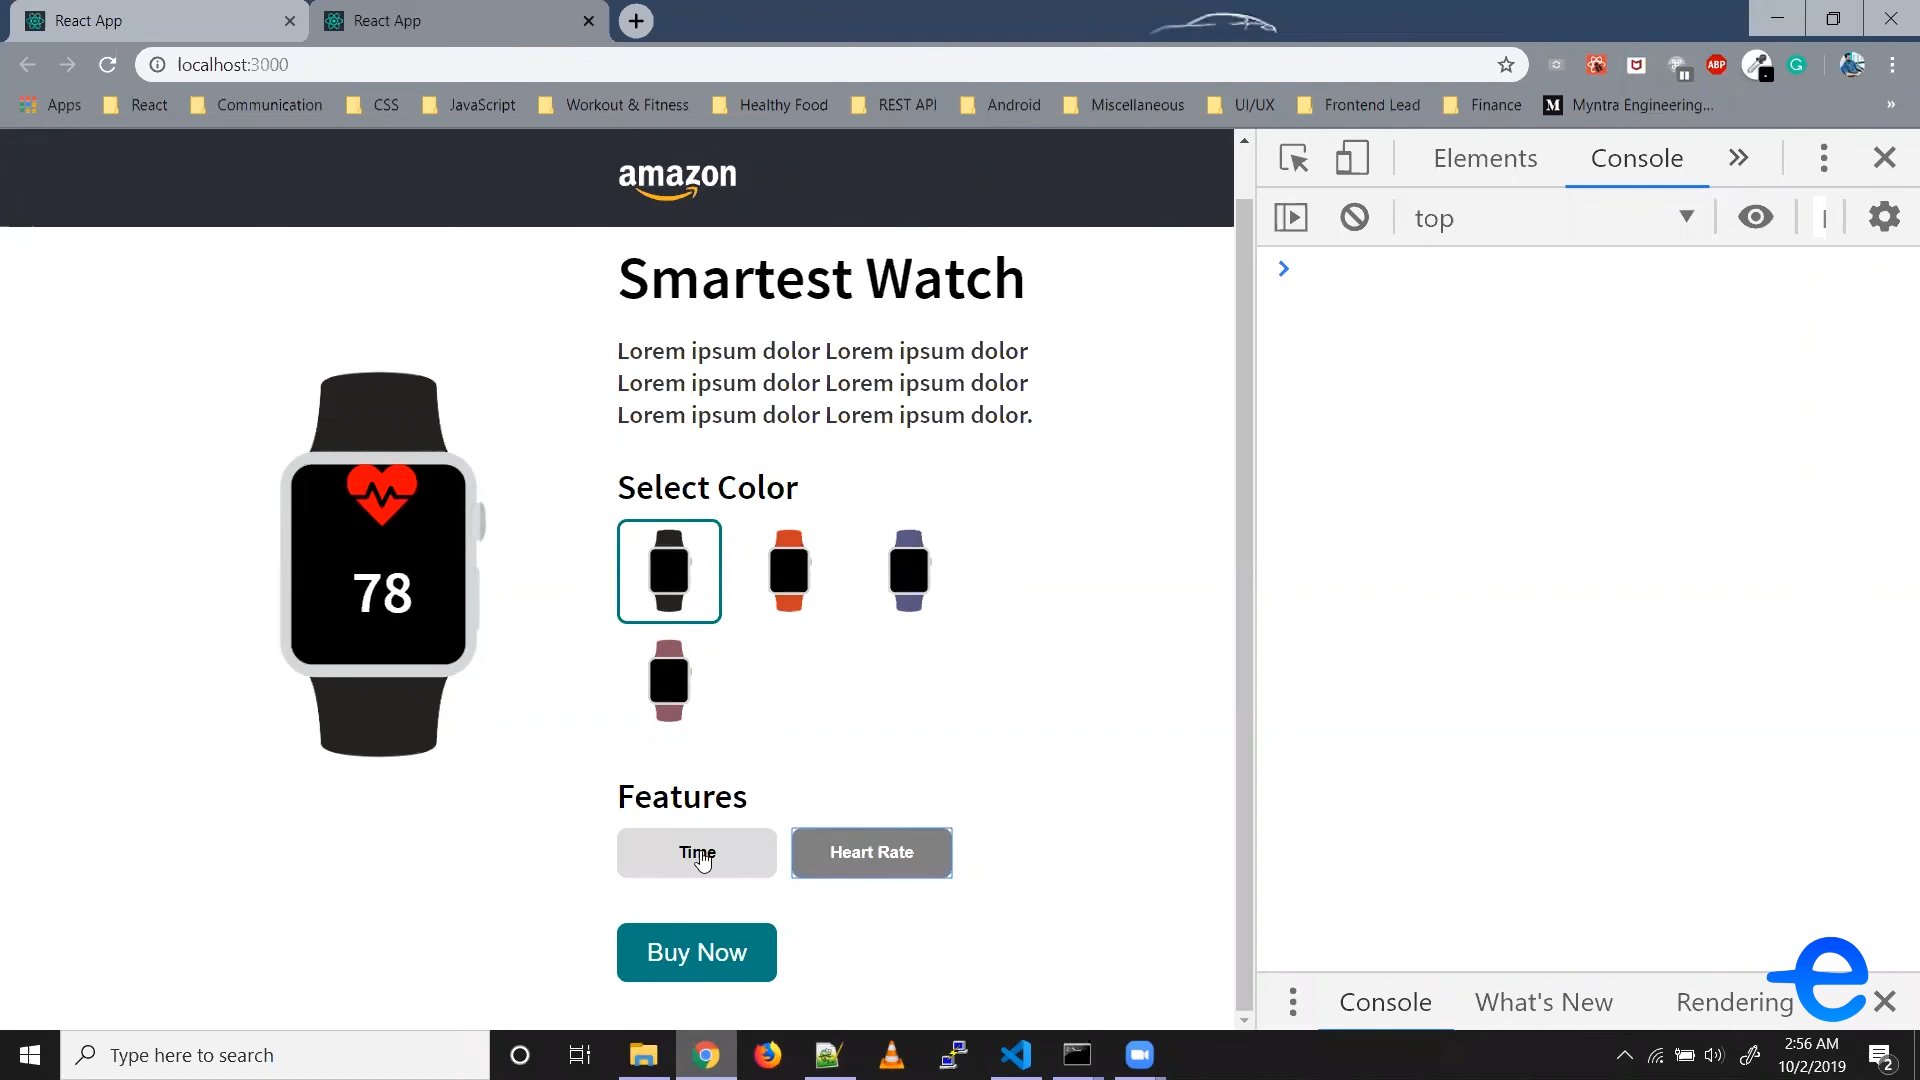 React App
React App
localhost:3000
ABP
G
Apps
React
Communication
CSS
JavaScript
Workout & Fitness
Healthy Food
REST API
Android
Miscellaneous
UI/UX
Frontend Lead
Finance
M
Myntra Engineering...
»
amazon
Smartest Watch
Lorem ipsum dolor Lorem ipsum dolor
Lorem ipsum dolor Lorem ipsum dolor
Lorem ipsum dolor Lorem ipsum dolor.
78
Select Color
Features
Time
Heart Rate
Buy Now
Elements
Console
top
Console
What's New
Rendering
e
Type here to search
2:56 AM
10/2/2019
2